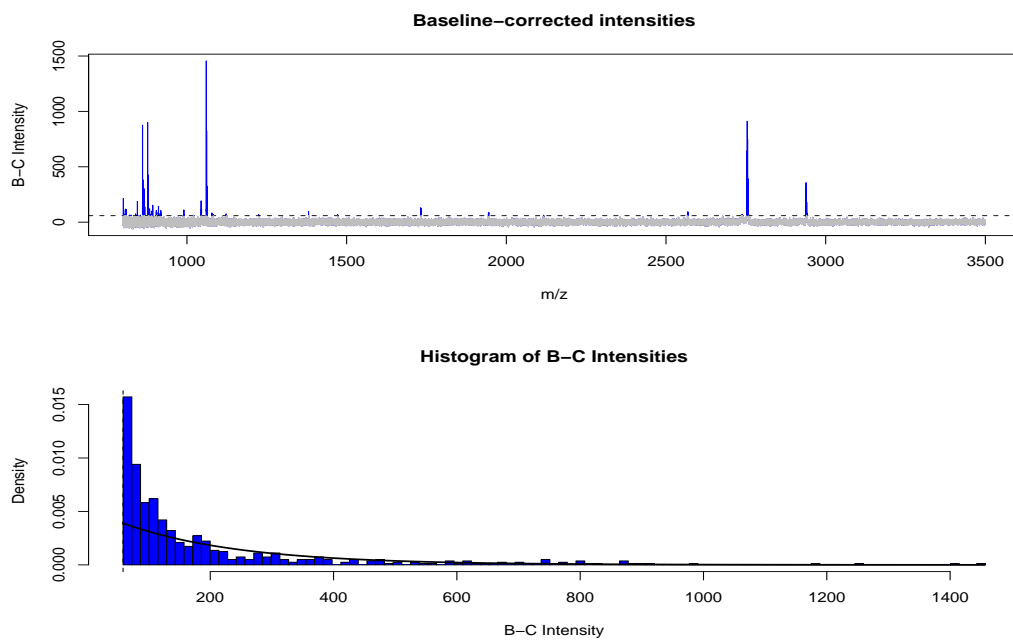 Baseline−corrected intensities
B−C Intensity
1500
1000
500
0
1000 1500 2000 2500 3000 3500
m/z
Histogram of B−C Intensities
Density
0.015
0.010
0.005
0.000
200 400 600 800 1000 1200 1400
B−C Intensity